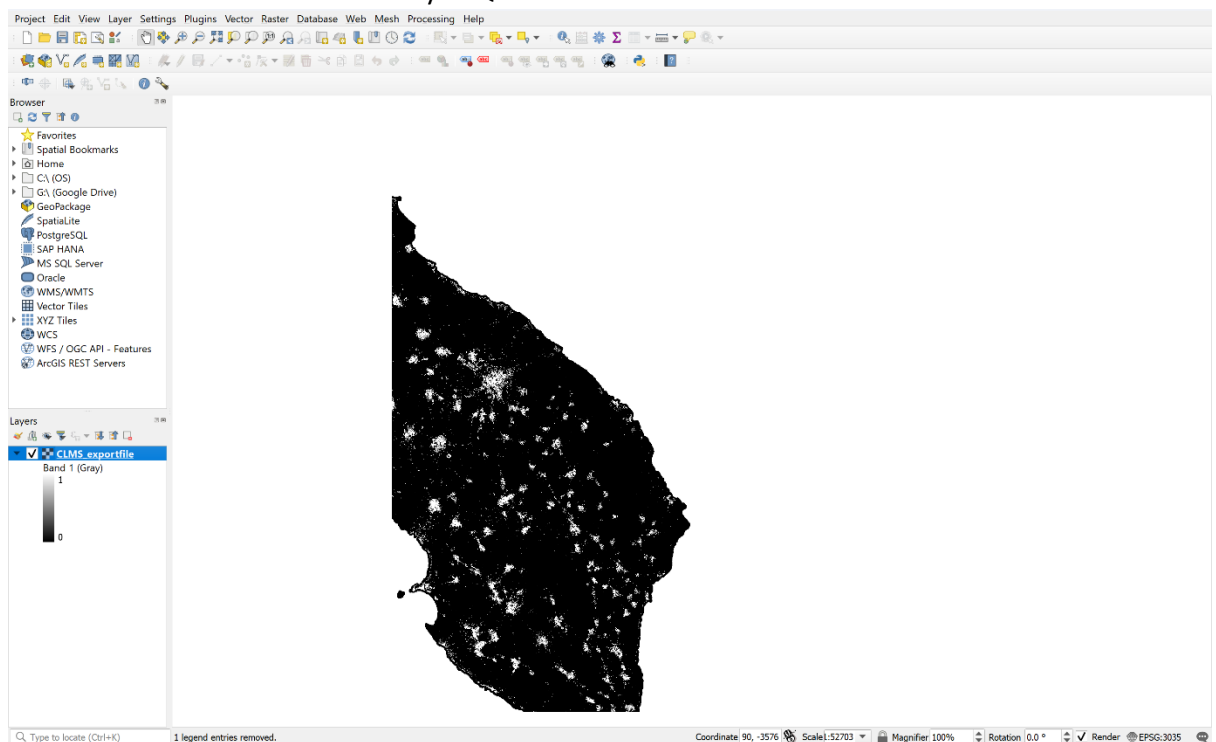 Project Edit View Layer Settings Plugins Vector Raster Database Web Mesh Processing Help
Browser
Favorites
Spatial Bookmarks
Home
C:\ (OS)
G:\ (Google Drive)
GeoPackage
SpatiaLite
PostgreSQL
SAP HANA
MS SQL Server
Oracle
WMS/WMTS
Vector Tiles
XYZ Tiles
WCS
WFS / OGC API - Features
ArcGIS REST Servers
Layers
CLMS_exportfile
Band 1 (Gray)
1
0
Type to locate (Ctrl+K) 1 legend entries removed. Coordinate 90, -3576 Scale 1:52703 Magnifier 100% Rotation 0.0 ° Render EPSG:3035